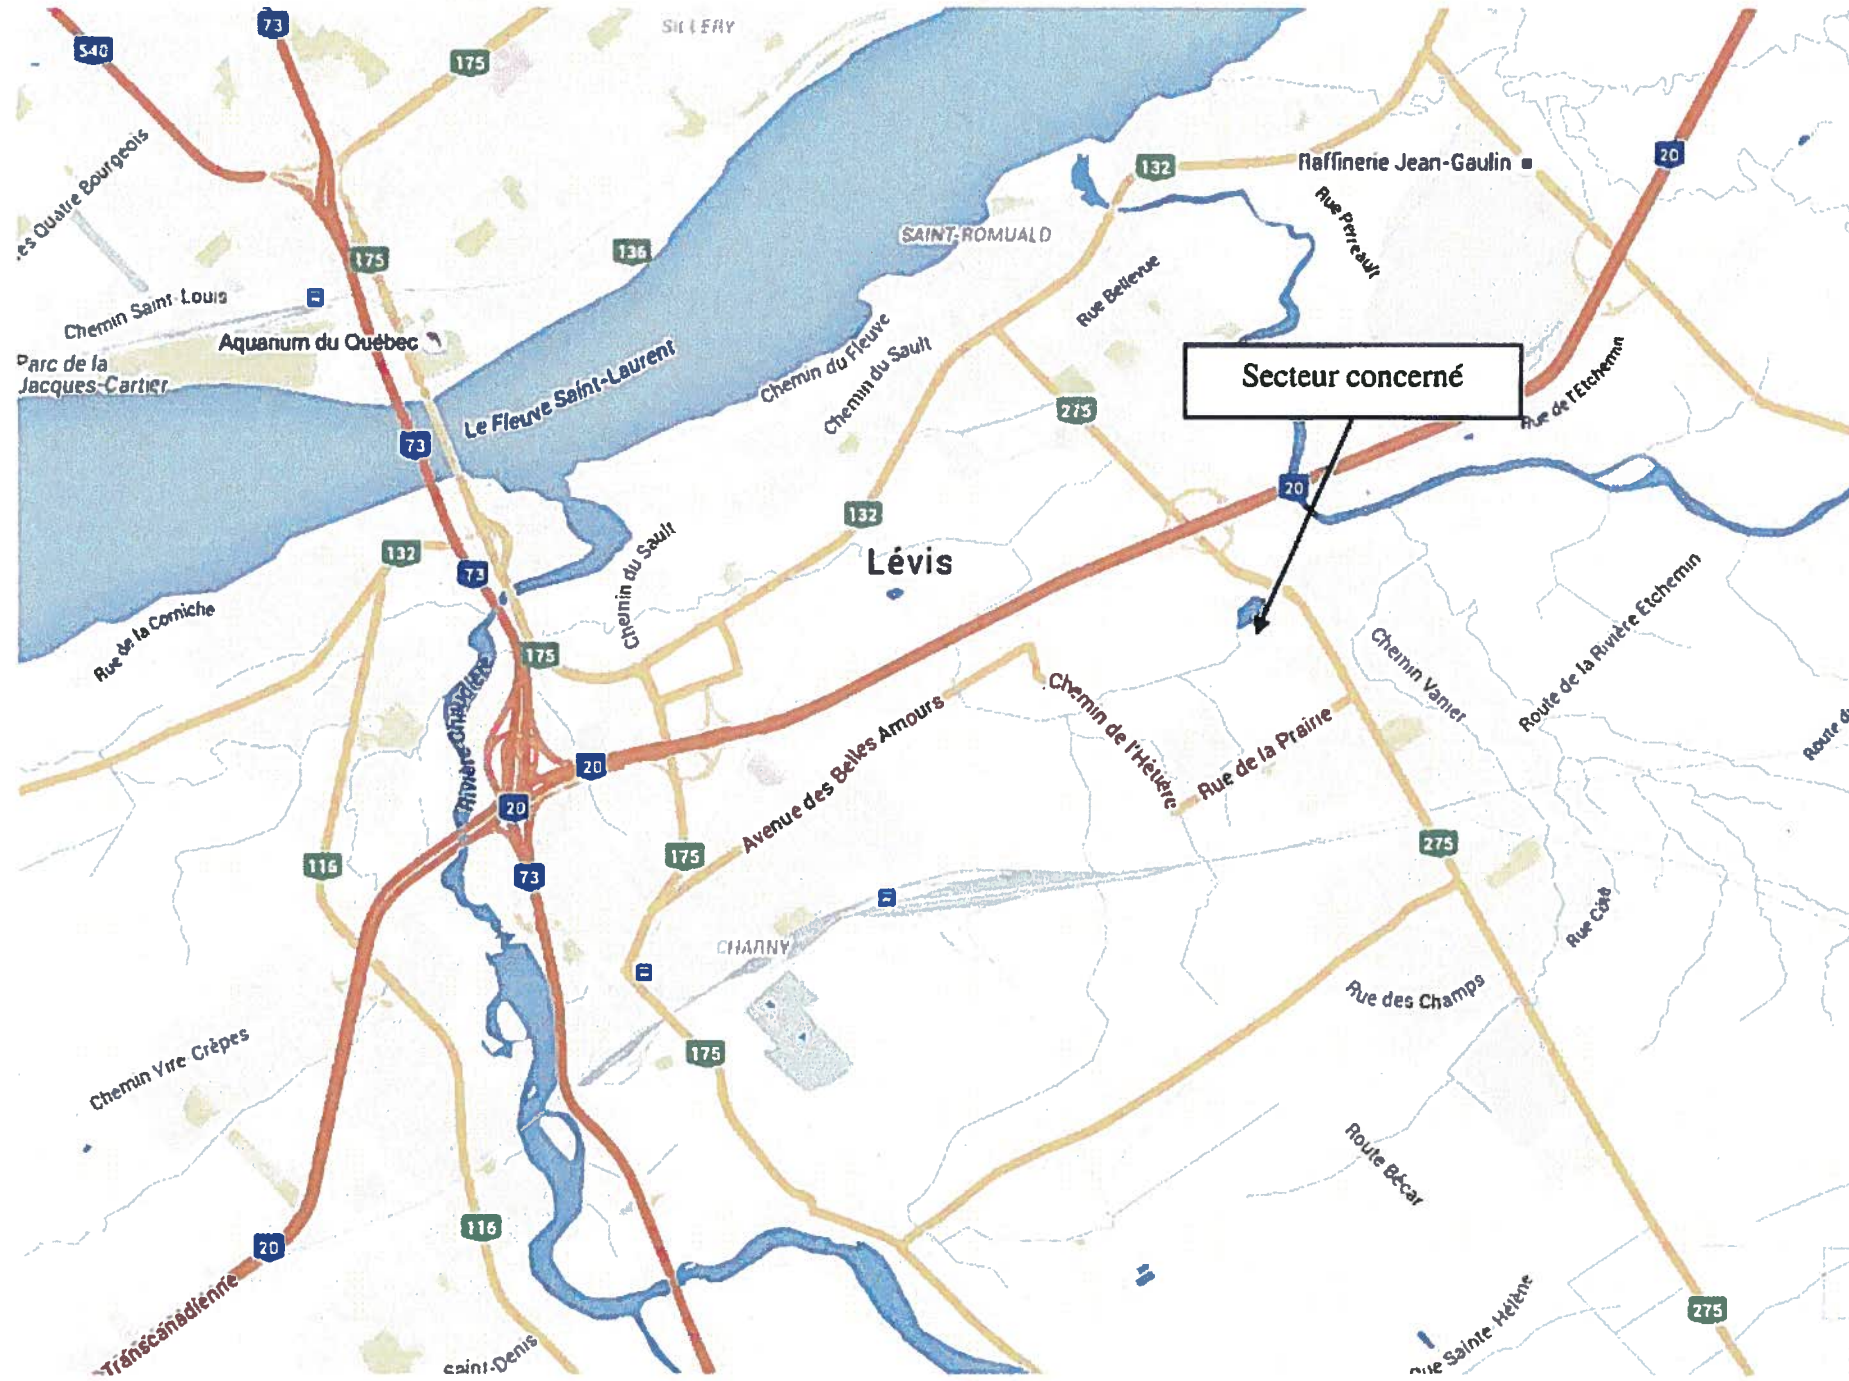 73
540
175
SILLERY
132
Raffinerie Jean-Gaulin
20
Rue Perreault
Quatre Bourgeois
SAINT-ROMUALD
175
136
Rue Bellevue
Chemin Saint-Louis
Aquarium du Québec
Parc de la
Jacques-Cartier
Le Fleuve Saint-Laurent
Chemin du Fleuve
Chemin du Sault
Secteur concerné
Rue de l'Etchemin
275
73
20
132
Lévis
132
73
Chemin du Sault
Rue de la Corniche
175
Chemin Vanier
Route de la Rivière Etchemin
Route
Rivière Chaudière
Avenue des Belles Amours
Chemin de l'Hêtrière
Rue de la Prairie
20
20
116
73
175
275
CHARNY
Rue Côté
Rue des Champs
175
Chemin Vire Crêpes
Route Bécar
116
20
Transcanadienne
Saint-Denis
275
Rue Sainte Hélène